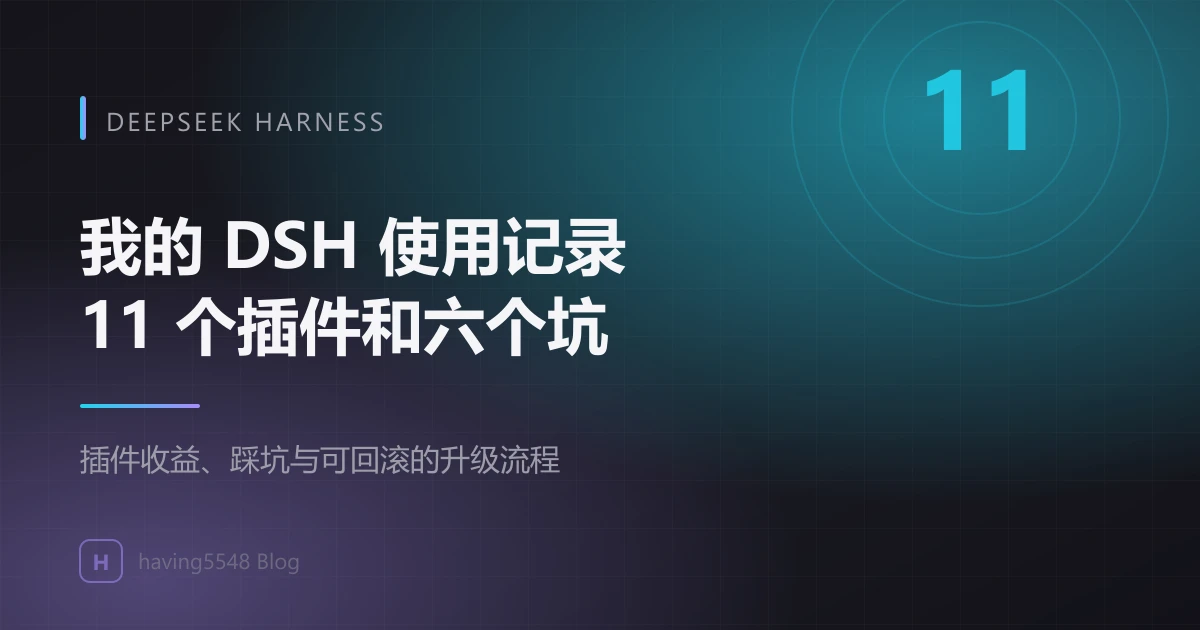 DEEPSEEK HARNESS
11
我的 DSH 使用记录
11 个插件和六个坑
插件收益、踩坑与可回滚的升级流程
H
having5548 Blog